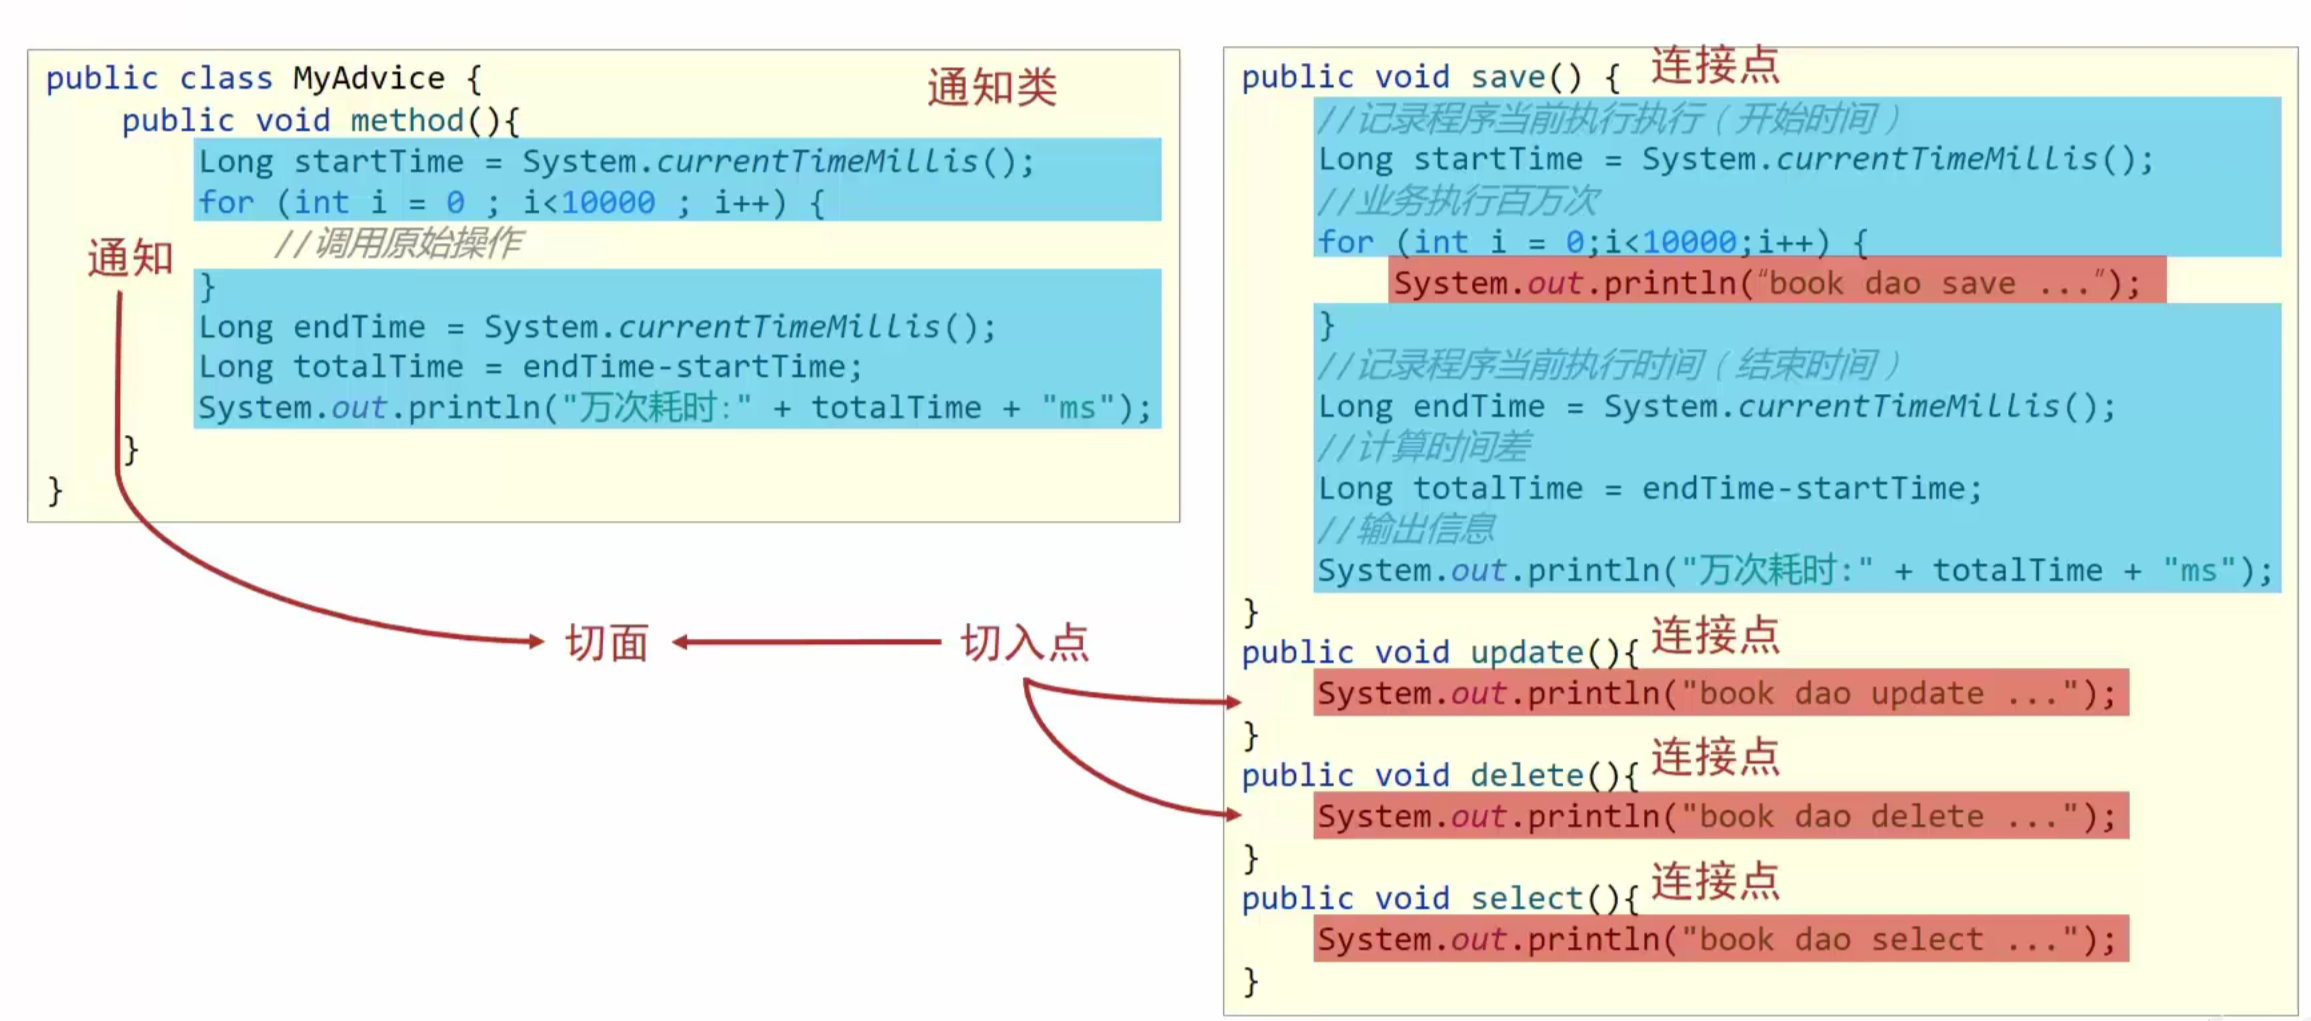 public class MyAdvice {
通知类
public void method(){
Long startTime = System.currentTimeMillis();
for (int i = 0 ; i<10000 ; i++) {
//调用原始操作
通知
}
Long endTime = System.currentTimeMillis();
Long totalTime = endTime-startTime;
System.out.println("万次耗时:" + totalTime + "ms");
}
}
切面
切入点
public void save() {
连接点
//记录程序当前执行执行（开始时间）
Long startTime = System.currentTimeMillis();
//业务执行百万次
for (int i = 0;i<10000;i++) {
System.out.println(“book dao save ...”);
}
//记录程序当前执行时间（结束时间）
Long endTime = System.currentTimeMillis();
//计算时间差
Long totalTime = endTime-startTime;
//输出信息
System.out.println("万次耗时:" + totalTime + "ms");
}
public void update(){
连接点
System.out.println("book dao update ...");
}
public void delete(){
连接点
System.out.println("book dao delete ...");
}
public void select(){
连接点
System.out.println("book dao select ...");
}